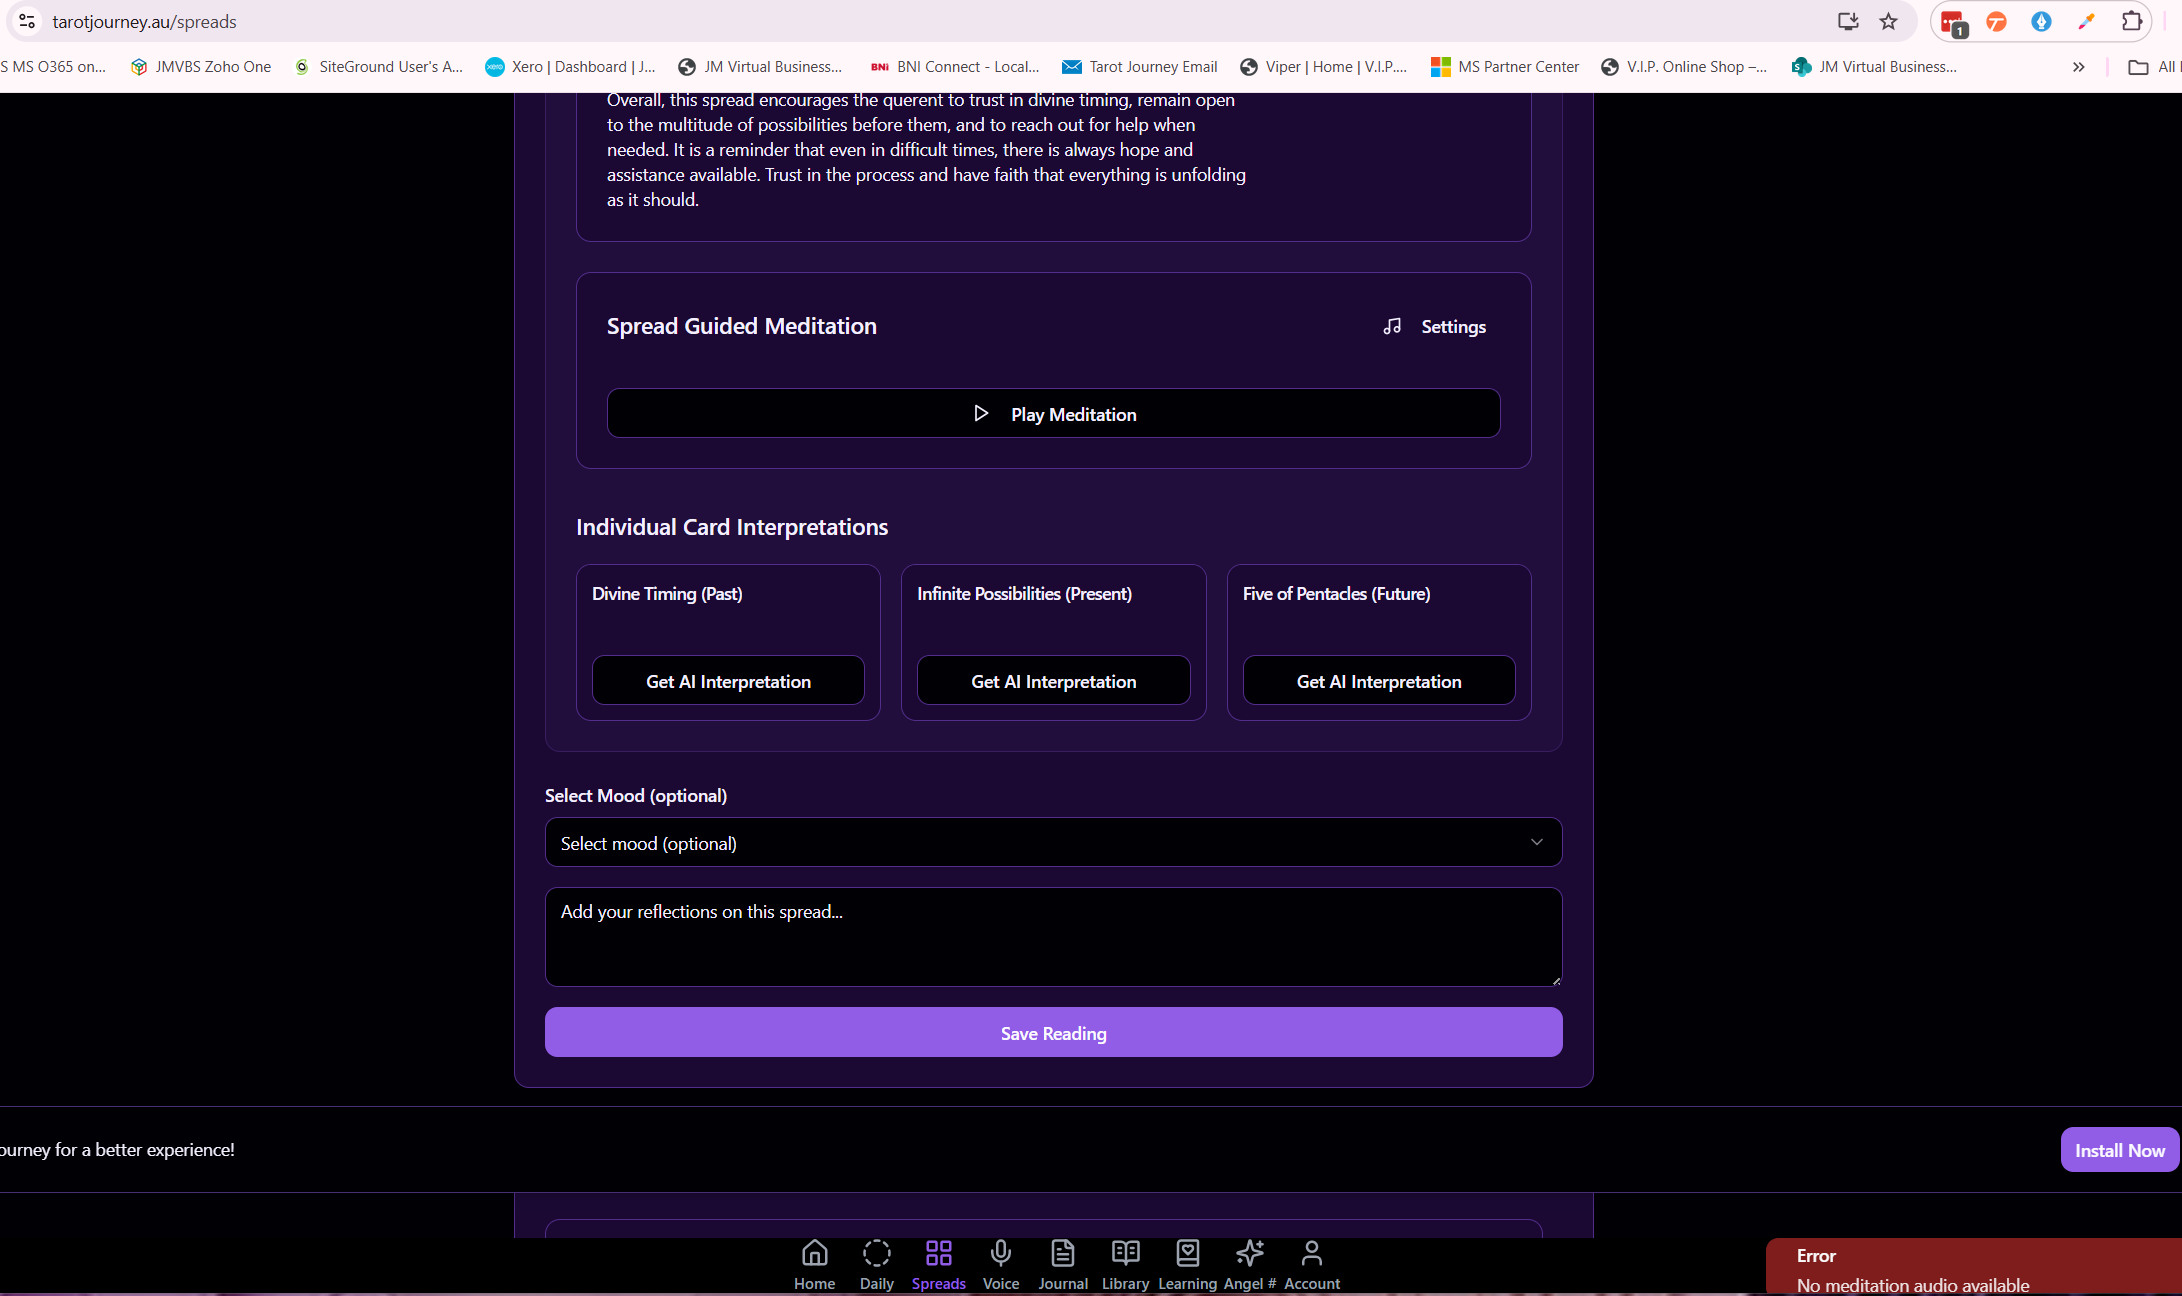 tarotjourney.au/spreads
1
S MS O365 on...
JMVBS Zoho One
SiteGround User's A...
xero
Xero | Dashboard | J...
JM Virtual Business...
BNI
BNI Connect - Local...
Tarot Journey Email
Viper | Home | V.I.P....
MS Partner Center
V.I.P. Online Shop –...
S
JM Virtual Business...
All
Overall, this spread encourages the querent to trust in divine timing, remain open
to the multitude of possibilities before them, and to reach out for help when
needed. It is a reminder that even in difficult times, there is always hope and
assistance available. Trust in the process and have faith that everything is unfolding
as it should.
Spread Guided Meditation
Settings
Play Meditation
Individual Card Interpretations
Divine Timing (Past)
Infinite Possibilities (Present)
Five of Pentacles (Future)
Get AI Interpretation
Get AI Interpretation
Get AI Interpretation
Select Mood (optional)
Select mood (optional)
Add your reflections on this spread...
Save Reading
ourney for a better experience!
Install Now
Home
Daily
Spreads
Voice
Journal
Library
Learning
Angel #
Account
Error
No meditation audio available